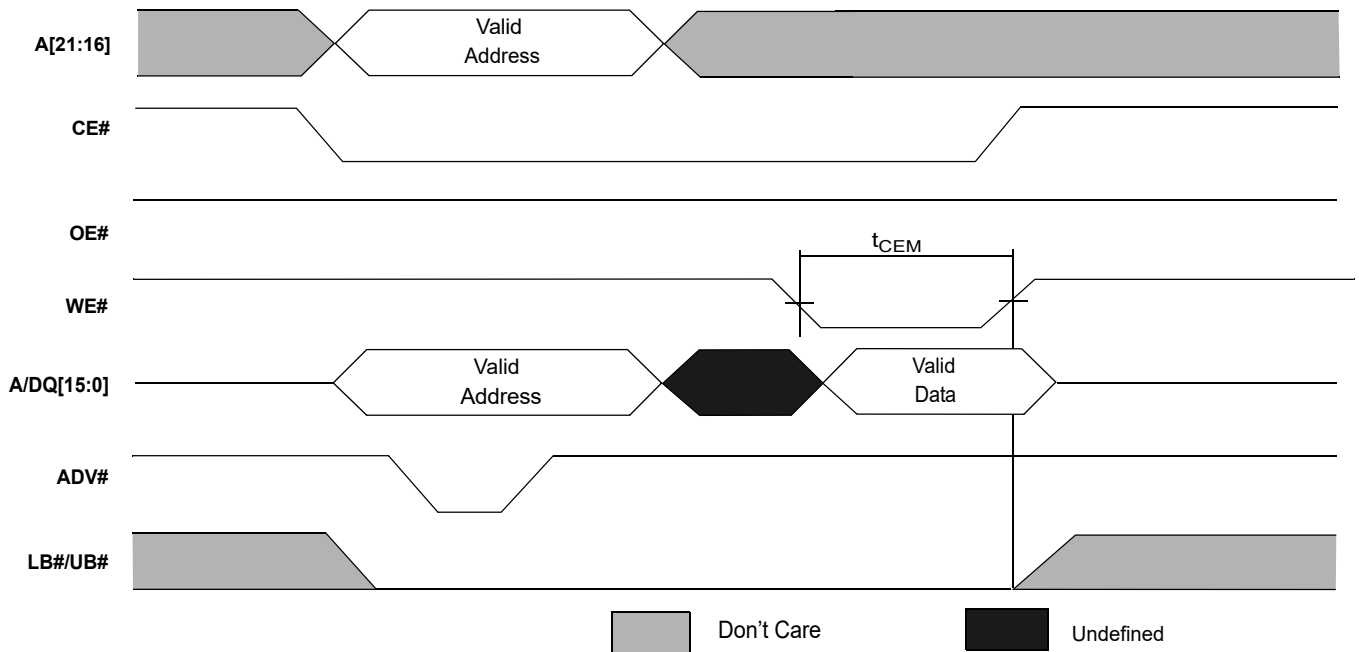 A[21:16]
Valid
Address
CE#
OE#
tCEM
WE#
A/DQ[15:0]
Valid
Address
Valid
Data
ADV#
LB#/UB#
Don't Care
Undefined